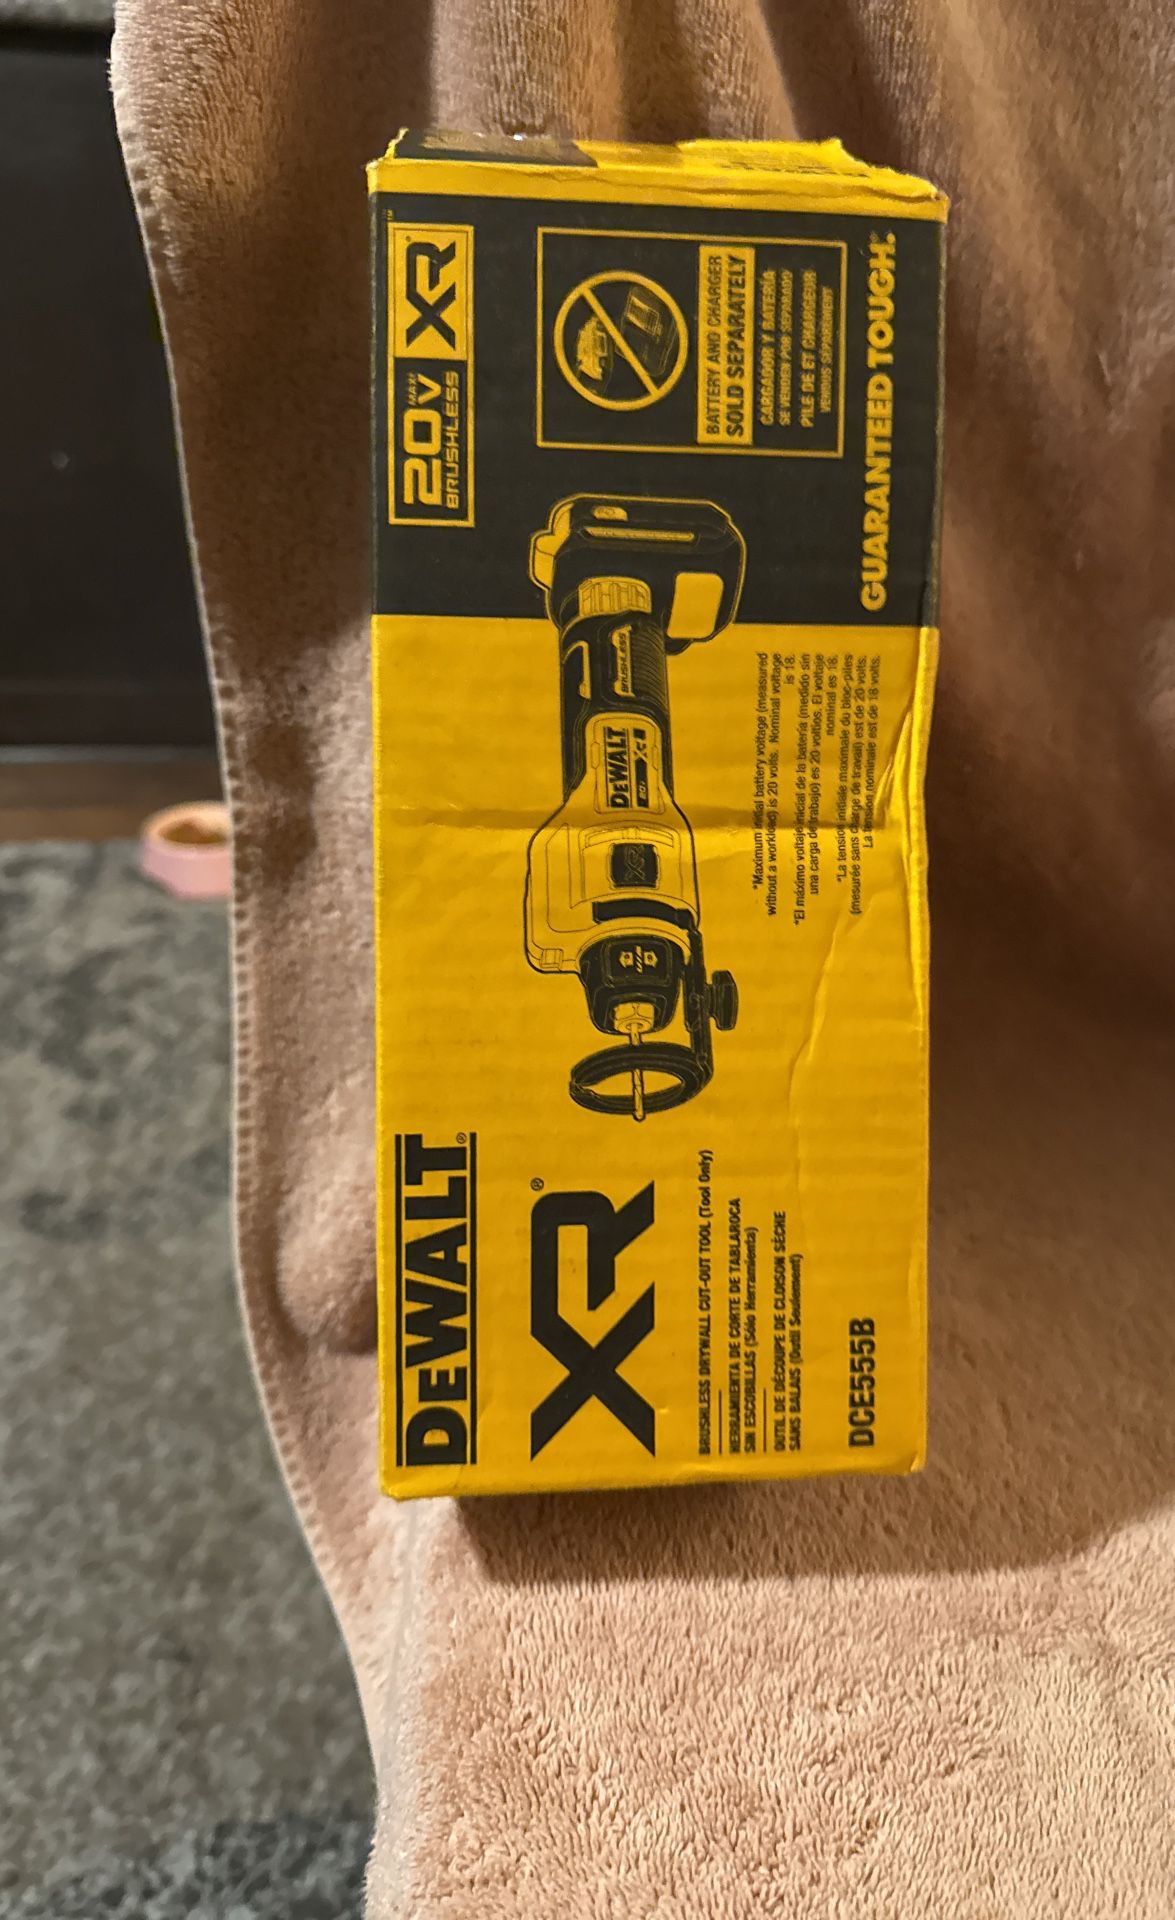 DEWALT®
XR®
BRUSHLESS DRYWALL CUT-OUT TOOL (Tool Only)
HERRAMIENTA DE CORTE DE TABLAROCA
SIN ESCOBILLAS (Sólo Herramienta)
OUTIL DE DÉCOUPE DE CLOISON SÈCHE
SANS BALAIS (Outil Seulement)
DCE555B
DEWALT
XR
BRUSHLESS
XR
*Maximum initial battery voltage (measured
without a workload) is 20 volts. Nominal voltage
is 18.
*El máximo voltaje inicial de la batería (medido sin
una carga de trabajo) es 20 voltios. El voltaje
nominal es 18.
*La tension initiale maximale du bloc-piles
(mesurée sans charge de travail) est de 20 volts.
La tension nominale est de 18 volts.
20V MAX* XR™
BRUSHLESS
BATTERY AND CHARGER
SOLD SEPARATELY
CARGADOR Y BATERÍA
SE VENDEN POR SEPARADO
PILE DE ET CHARGEUR
VENDUS SÉPARÉMENT
GUARANTEED TOUGH.®